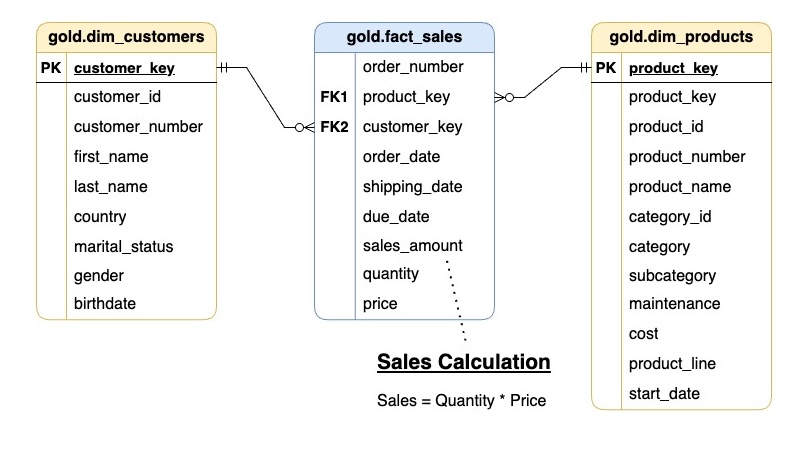 gold.dim_customers
PK customer_key
customer_id
customer_number
first_name
last_name
country
marital_status
gender
birthdate
gold.fact_sales
order_number
FK1 product_key
FK2 customer_key
order_date
shipping_date
due_date
sales_amount
quantity
price
Sales Calculation
Sales = Quantity * Price
gold.dim_products
PK product_key
product_key
product_id
product_number
product_name
category_id
category
subcategory
maintenance
cost
product_line
start_date